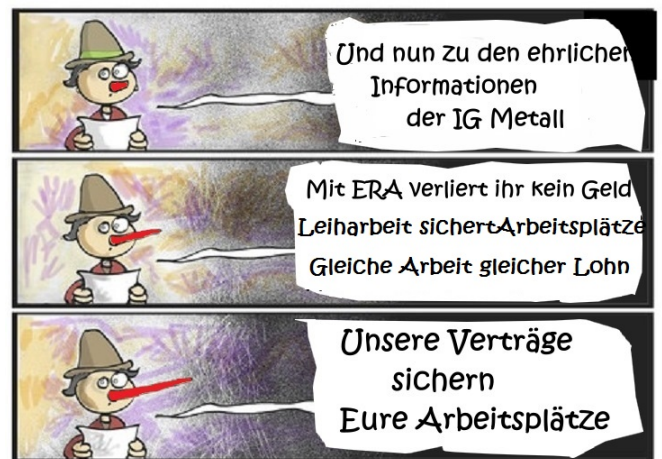 Und nun zu den ehrlichen
Informationen
der IG Metall
Mit ERA verliert ihr kein Geld
Leiharbeit sichertArbeitsplätze
Gleiche Arbeit gleicher Lohn
Unsere Verträge
sichern
Eure Arbeitsplätze